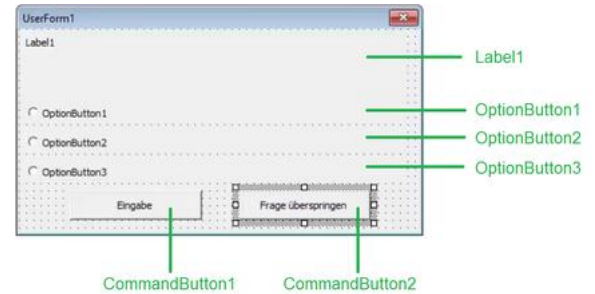 UserForm1
Label1
Label1
OptionButton1
OptionButton1
OptionButton2
OptionButton2
OptionButton3
OptionButton3
Eingabe
Frage überspringen
CommandButton1
CommandButton2